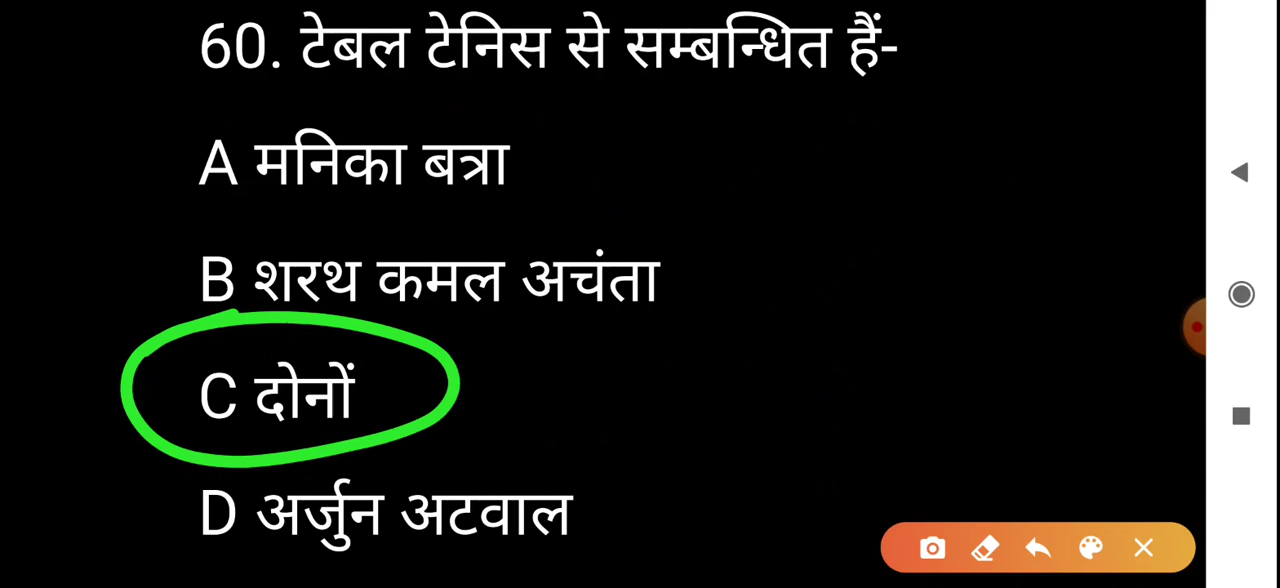 60. टेबल टेनिस से सम्बन्धित हैं-
A मनिका बत्रा
B शरथ कमल अचंता
C दोनों
D अर्जुन अटवाल